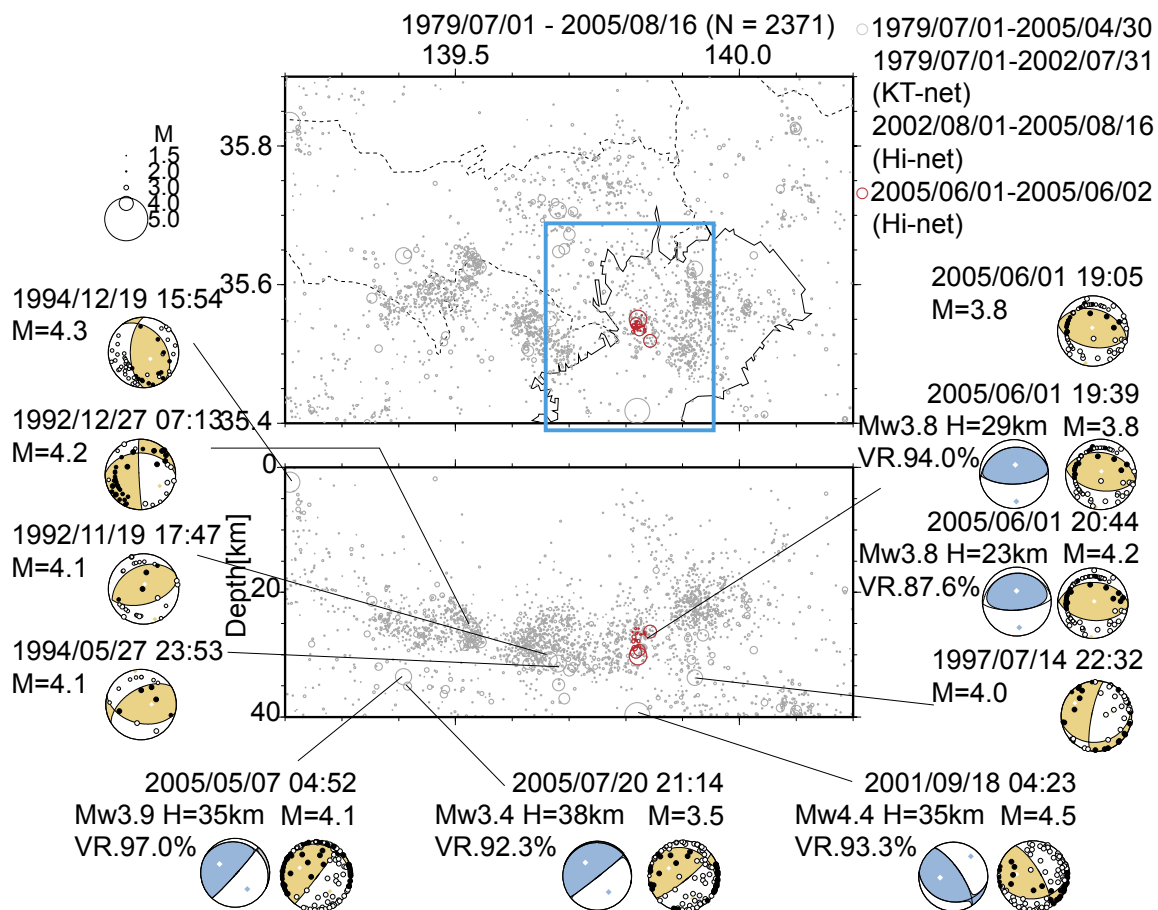 1979/07/01 - 2005/08/16 (N = 2371)
139.5 140.0
1979/07/01-2005/04/30
1979/07/01-2002/07/31
(KT-net)
2002/08/01-2005/08/16
(Hi-net)
2005/06/01-2005/06/02
(Hi-net)
M
1.5
2.0
3.0
4.0
5.0
35.8
35.6
35.4
0
20
40
Depth[km]
1994/12/19 15:54
M=4.3
1992/12/27 07:13
M=4.2
1992/11/19 17:47
M=4.1
1994/05/27 23:53
M=4.1
2005/06/01 19:05
M=3.8
2005/06/01 19:39
Mw3.8 H=29km M=3.8
VR.94.0%
2005/06/01 20:44
Mw3.8 H=23km M=4.2
VR.87.6%
1997/07/14 22:32
M=4.0
2005/05/07 04:52
Mw3.9 H=35km M=4.1
VR.97.0%
2005/07/20 21:14
Mw3.4 H=38km M=3.5
VR.92.3%
2001/09/18 04:23
Mw4.4 H=35km M=4.5
VR.93.3%